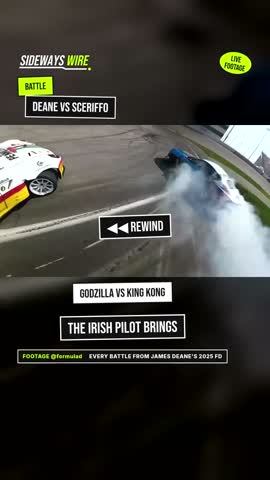 SIDEWAYS WIRE.
LIVE
FOOTAGE
BATTLE
DEANE VS SCERIFFO
REWIND
GODZILLA VS KING KONG
THE IRISH PILOT BRINGS
FOOTAGE @formulad EVERY BATTLE FROM JAMES DEANE'S 2025 FD